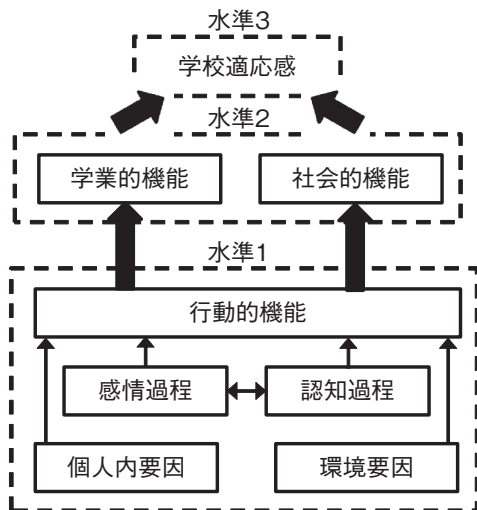 水準3
学校適応感
水準2
学業的機能
社会的機能
水準1
行動的機能
感情過程
認知過程
個人内要因
環境要因